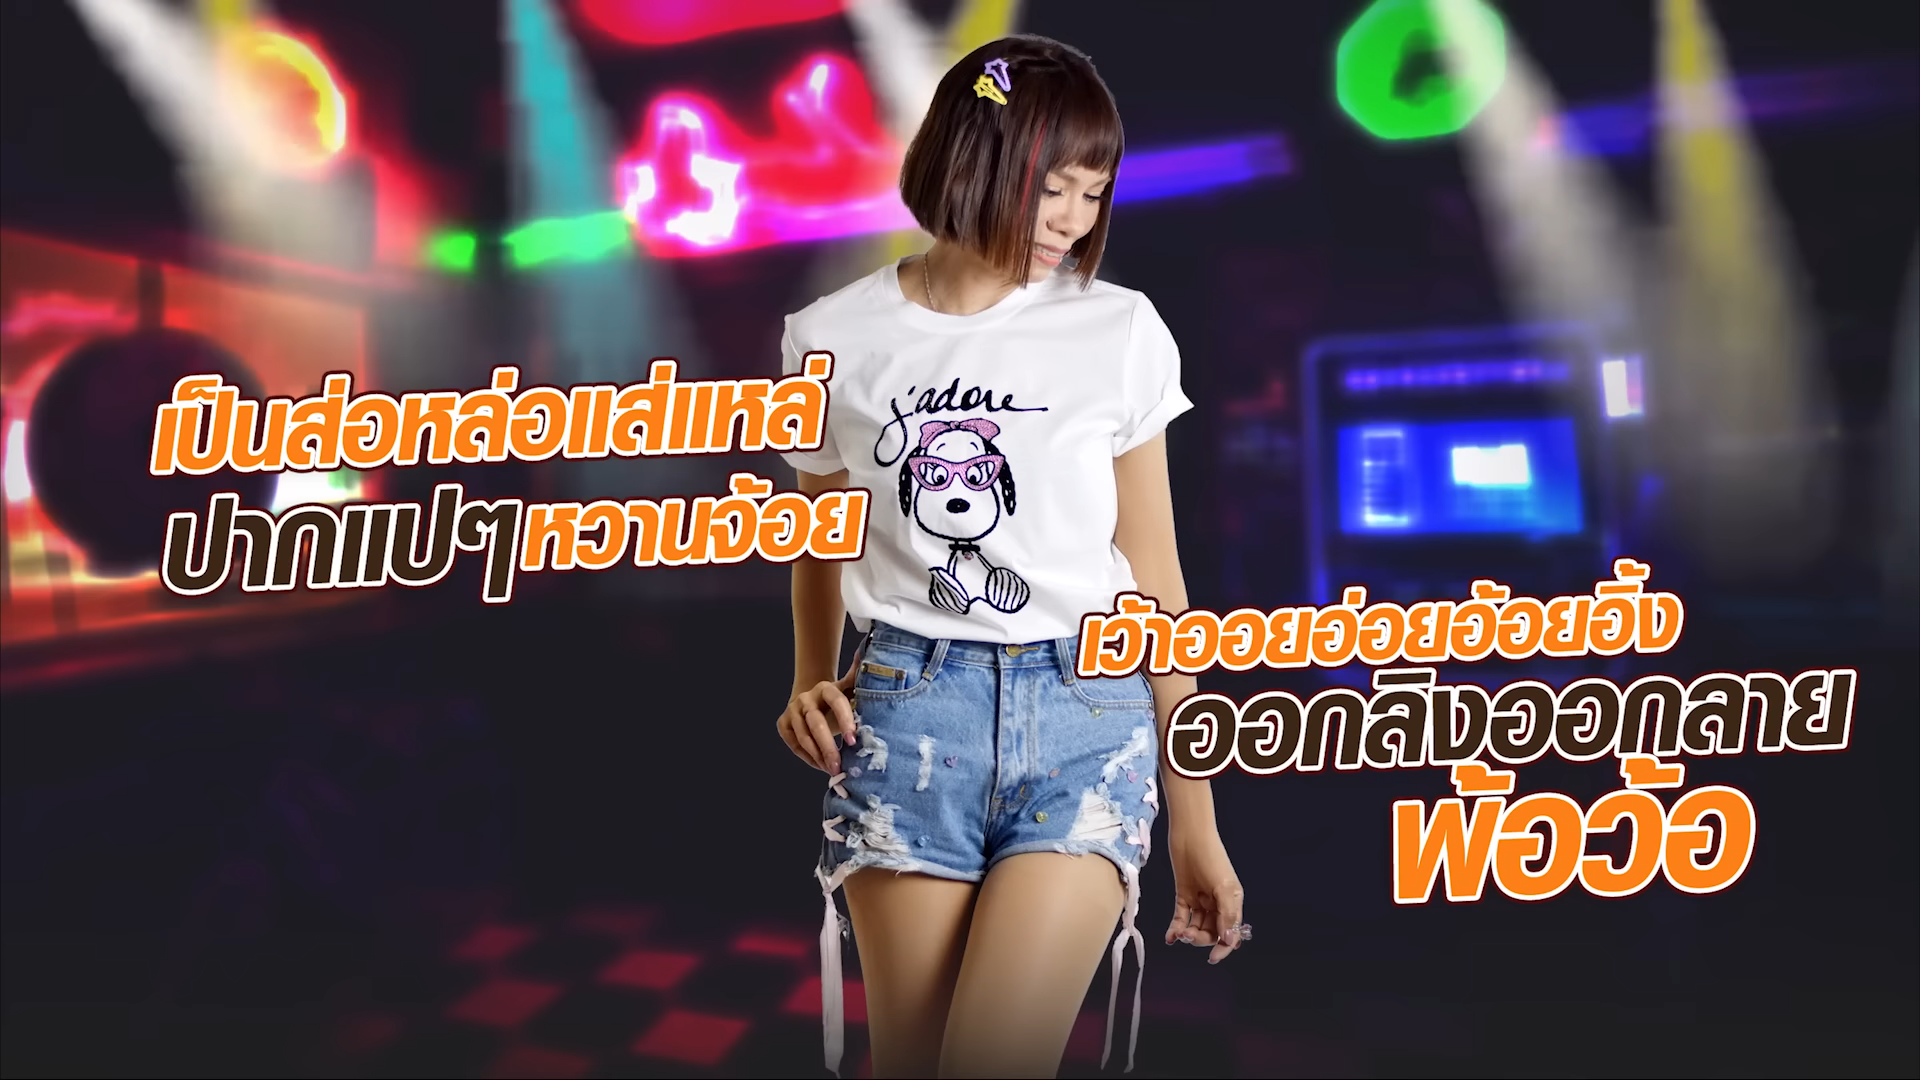 เป็นส่อหล่อแส่แหล่
ปากแปๆหวานจ้อย
j'adore
เว้าออยอ่อยอ้อยอิ้ง
ออกลิงออกลาย
พ้อว้อ